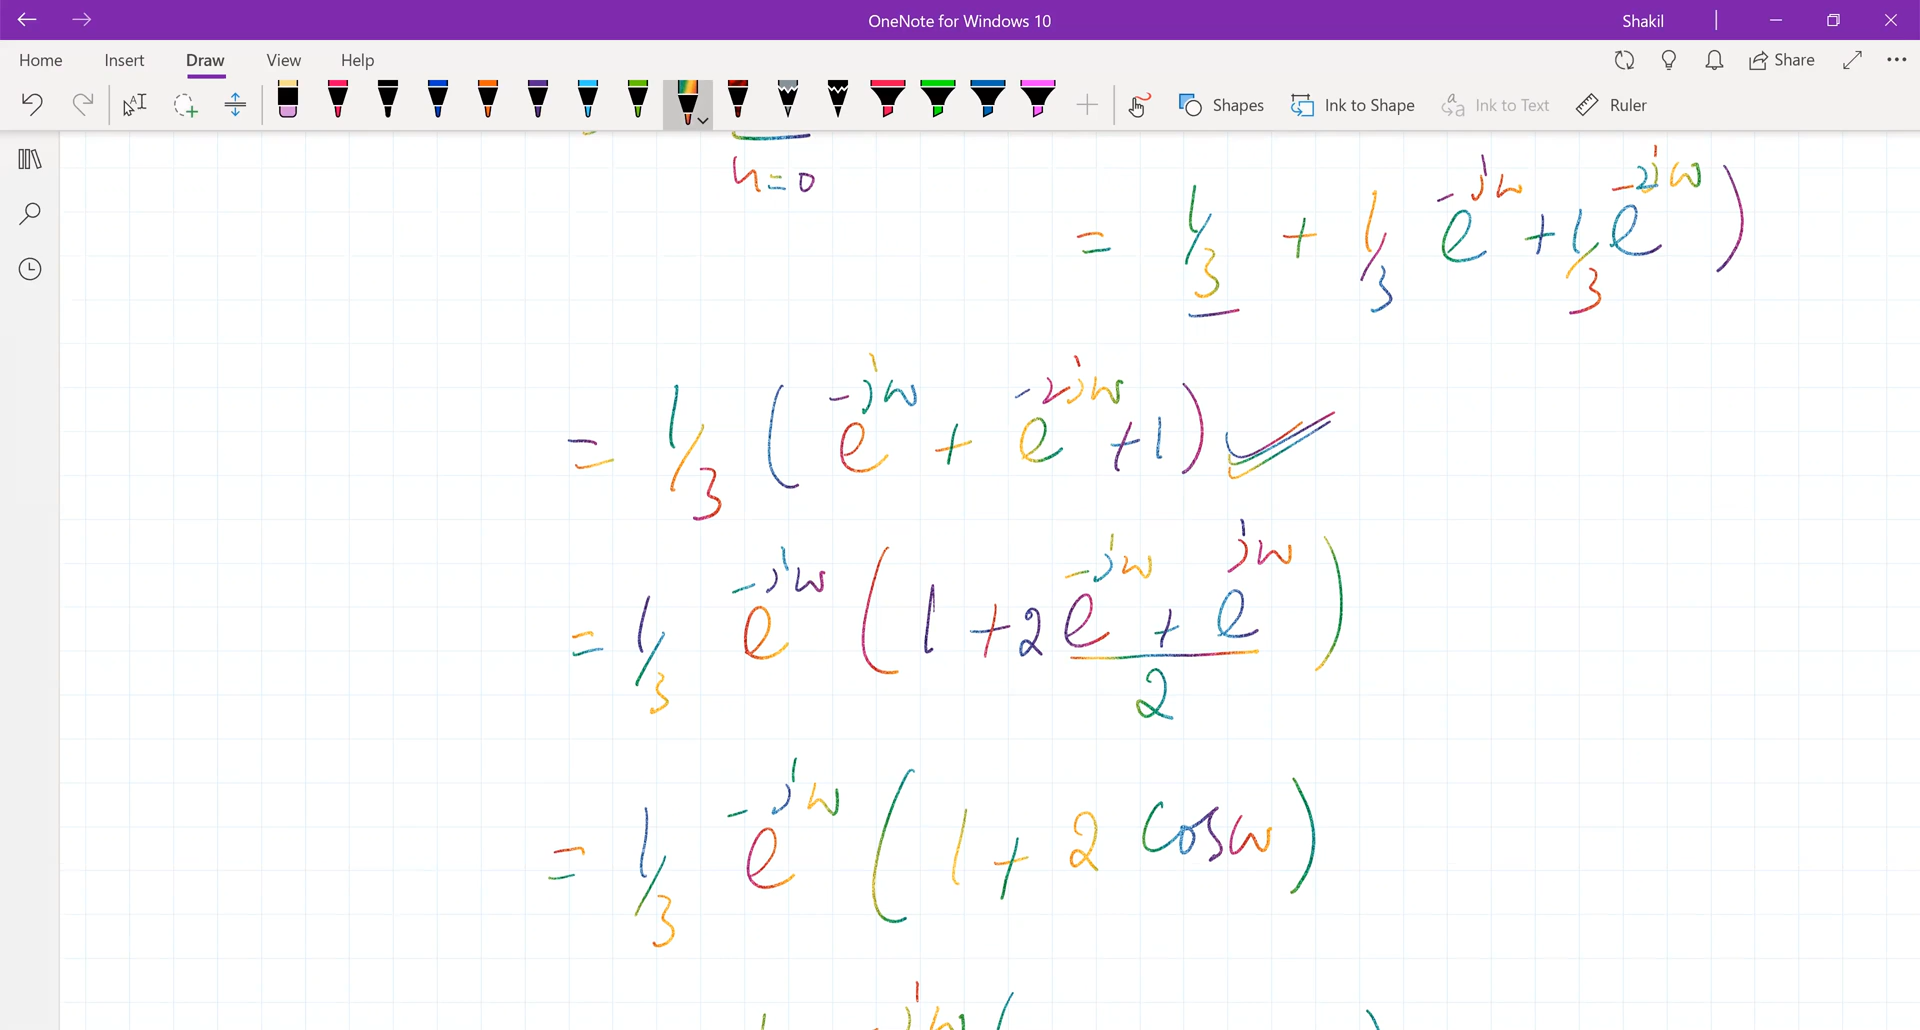 OneNote for Windows 10 Shakil
Home Insert Draw View Help Share
Shapes Ink to Shape Ink to Text Ruler
n=0
= 1/3 + 1/3 e^-jw + 1/3 e^-2jw )
= 1/3 ( e^-jw + e^-2jw + 1 )
= 1/3 e^-jw ( 1 + 2 e^-jw + e^jw )
2
= 1/3 e^-jw ( 1 + 2 cosw )